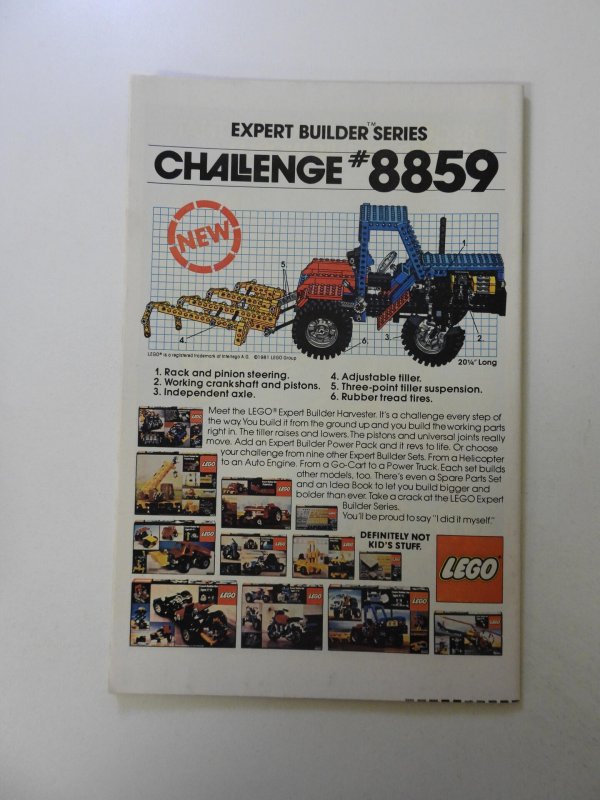 EXPERT BUILDER™ SERIES
CHALLENGE #8859
NEW
1
2
3
4
5
6
20¼" Long
LEGO® is a registered trademark of Interlego A.G. ©1981 LEGO Group
1. Rack and pinion steering.
2. Working crankshaft and pistons.
3. Independent axle.
4. Adjustable tiller.
5. Three-point tiller suspension.
6. Rubber tread tires.
Meet the LEGO® Expert Builder Harvester. It's a challenge every step of
the way. You build it from the ground up and you build the working parts
right in. The tiller raises and lowers. The pistons and universal joints really
move. Add an Expert Builder Power Pack and it revs to life. Or choose
your challenge from nine other Expert Builder Sets. From a Helicopter
to an Auto Engine. From a Go-Cart to a Power Truck. Each set builds
other models, too. There's even a Spare Parts Set
and an Idea Book to let you build bigger and
bolder than ever. Take a crack at the LEGO Expert
Builder Series.
You'll be proud to say "I did it myself."
DEFINITELY NOT
KID'S STUFF.
LEGO